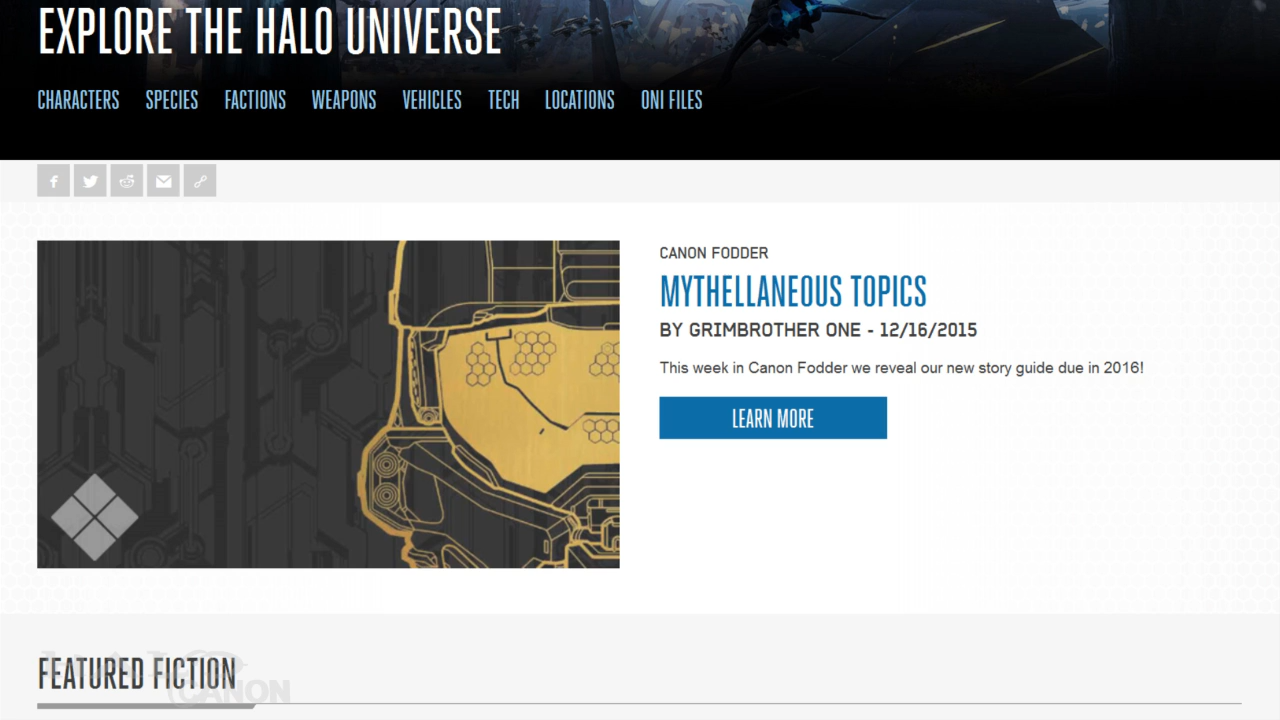 EXPLORE THE HALO UNIVERSE
CHARACTERS SPECIES FACTIONS WEAPONS VEHICLES TECH LOCATIONS ONI FILES
CANON FODDER
MYTHELLANEOUS TOPICS
BY GRIMBROTHER ONE - 12/16/2015
This week in Canon Fodder we reveal our new story guide due in 2016!
LEARN MORE
FEATURED FICTION
HALO
CANON